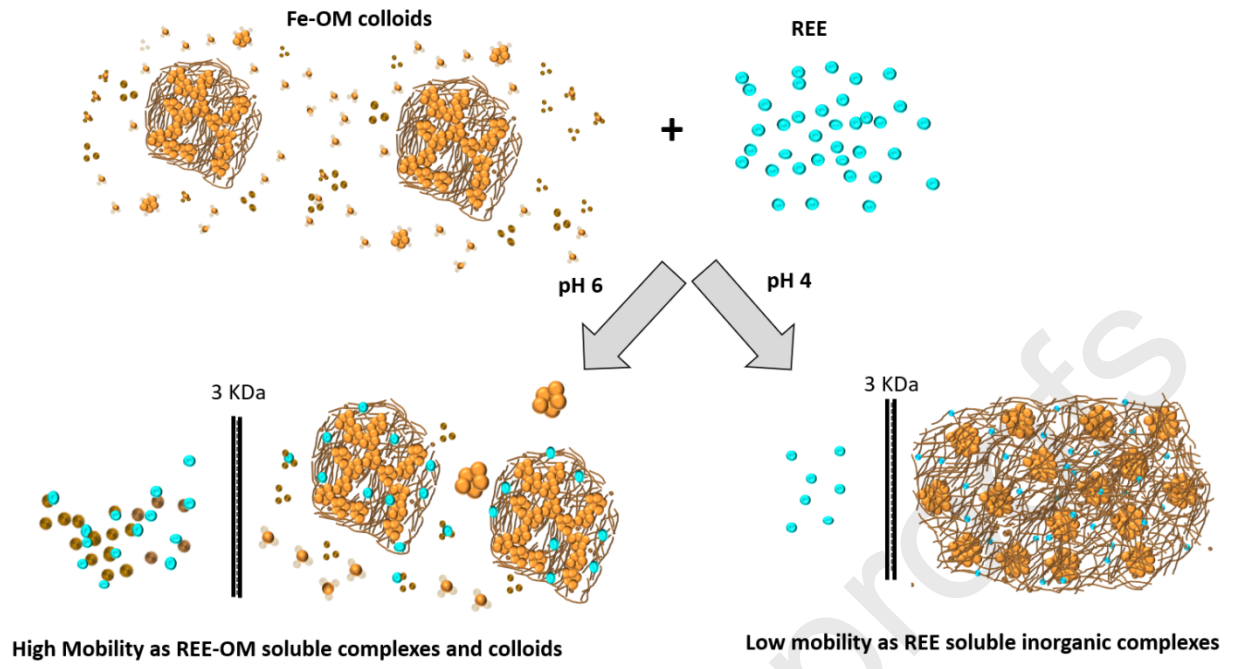 Fe-OM colloids
REE
+
pH 6
pH 4
3 KDa
3 KDa
High Mobility as REE-OM soluble complexes and colloids
Low mobility as REE soluble inorganic complexes
proofs